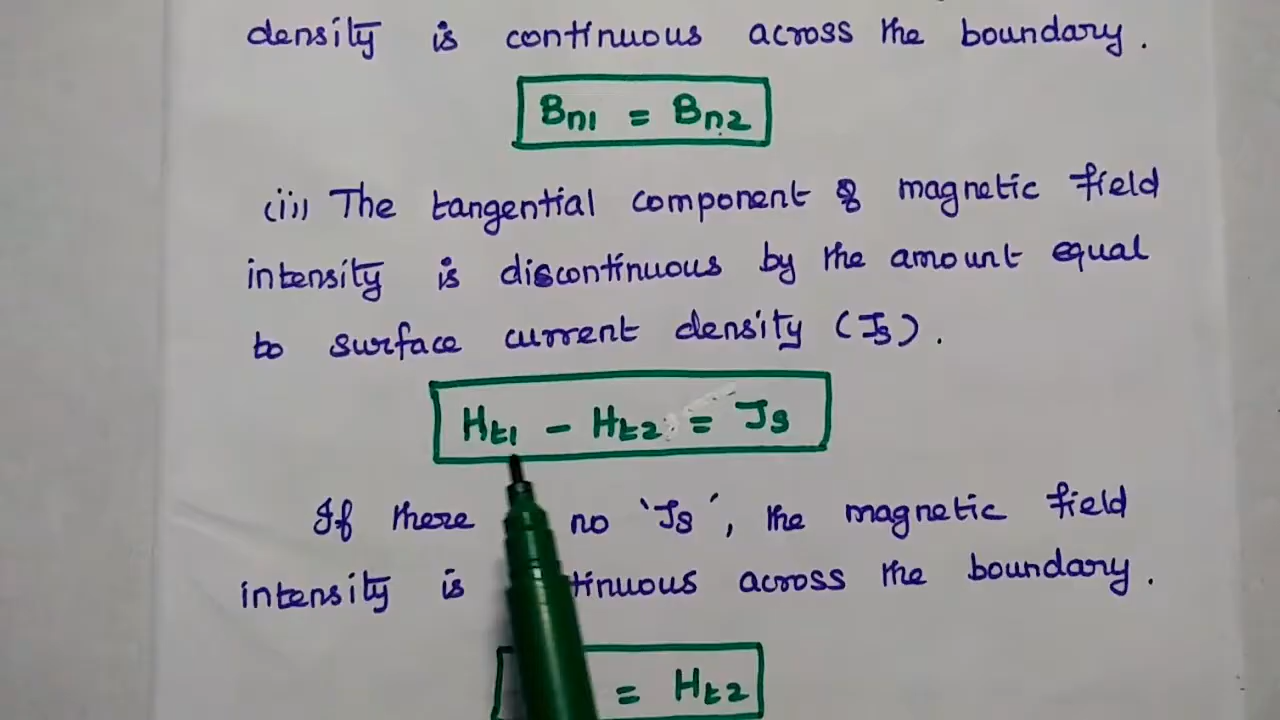 density is continuous across the boundary.
Bn1 = Bn2
(ii) The tangential component of magnetic field
intensity is discontinuous by the amount equal
to surface current density (Js).
Ht1 - Ht2 = Js
If there no 'Js', the magnetic field
intensity is tinuous across the boundary.
= Ht2